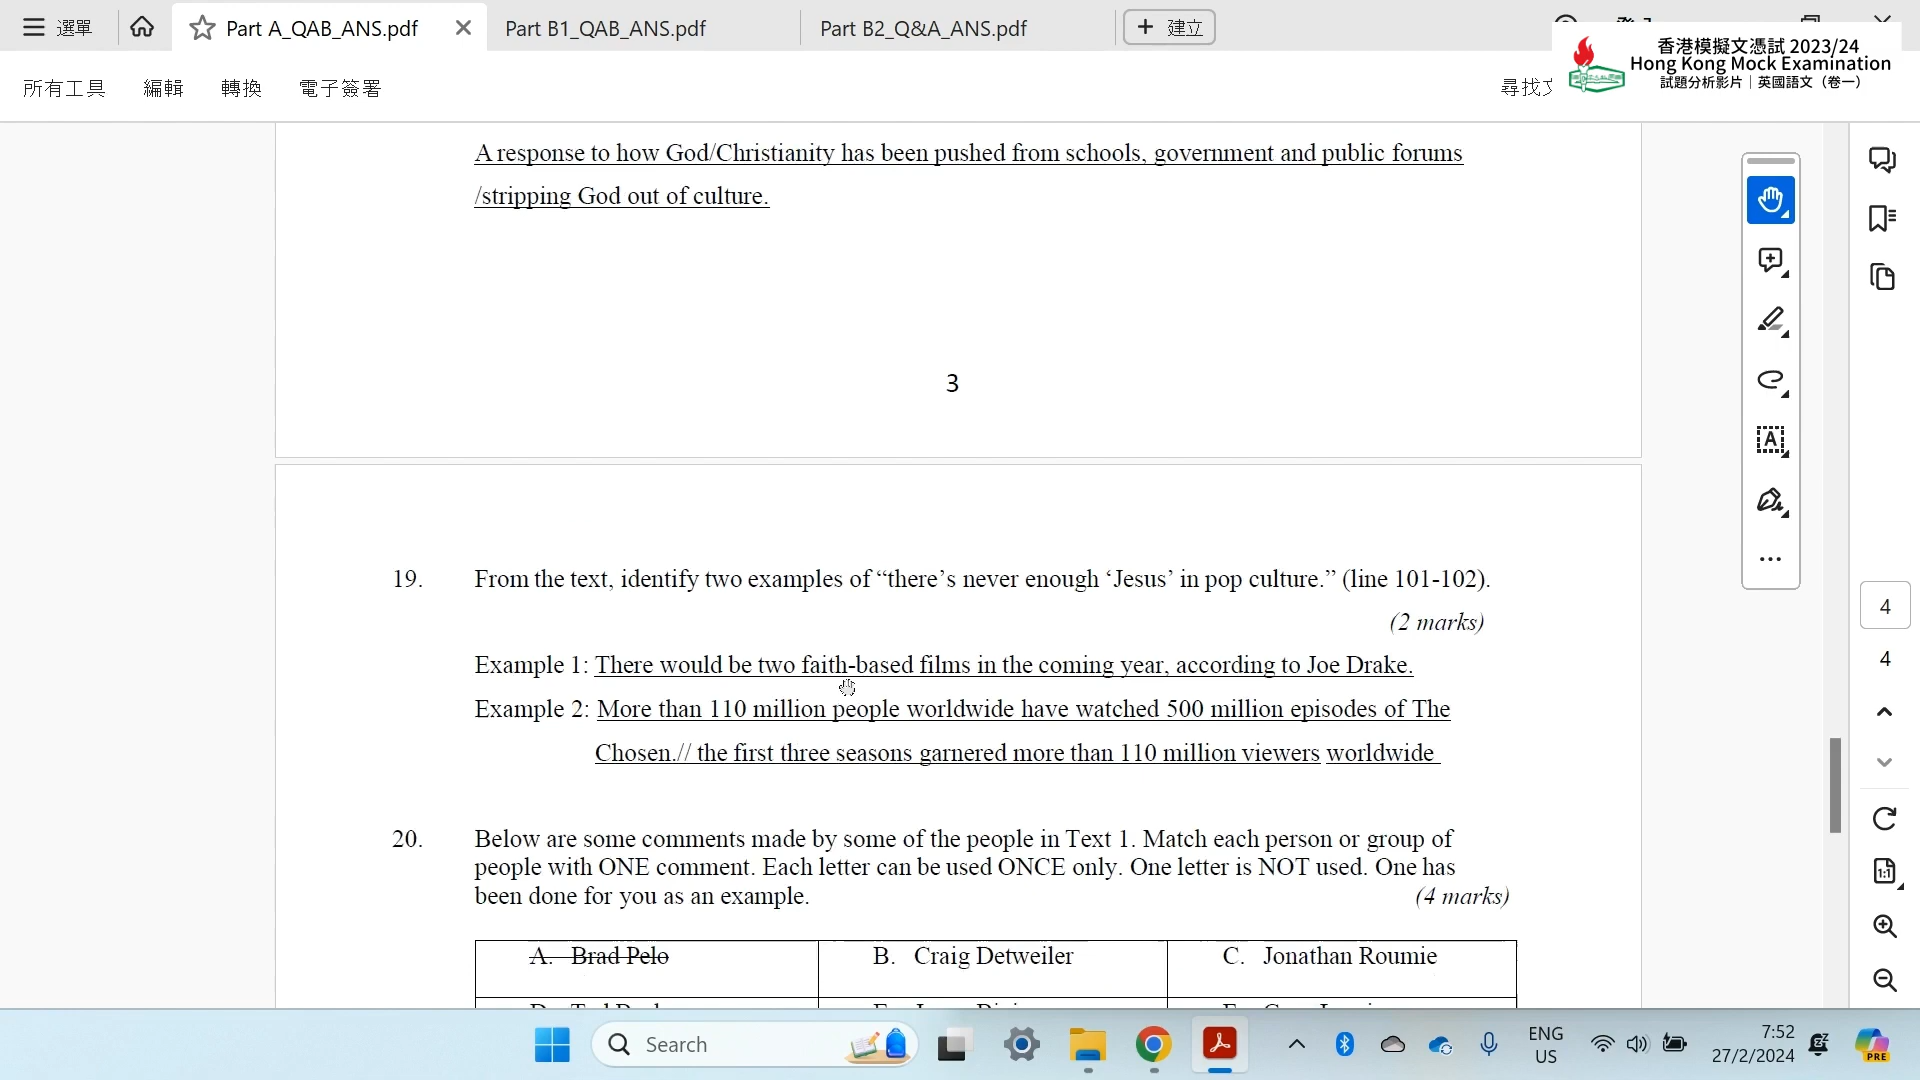 選單
Part A_QAB_ANS.pdf
Part B1_QAB_ANS.pdf
Part B2_Q&A_ANS.pdf
建立
所有工具
編輯
轉換
電子簽署
尋找文
香港模擬文憑試 2023/24
Hong Kong Mock Examination
試題分析影片｜英國語文（卷一）
A response to how God/Christianity has been pushed from schools, government and public forums
/stripping God out of culture.
3
19. From the text, identify two examples of “there’s never enough ‘Jesus’ in pop culture.” (line 101-102).
(2 marks)
Example 1: There would be two faith-based films in the coming year, according to Joe Drake.
Example 2: More than 110 million people worldwide have watched 500 million episodes of The
Chosen.// the first three seasons garnered more than 110 million viewers worldwide
20. Below are some comments made by some of the people in Text 1. Match each person or group of
people with ONE comment. Each letter can be used ONCE only. One letter is NOT used. One has
been done for you as an example. (4 marks)
A. Brad Pelo
B. Craig Detweiler
C. Jonathan Roumie
4
4
1:1
Search
ENG
US
7:52
27/2/2024
PRE